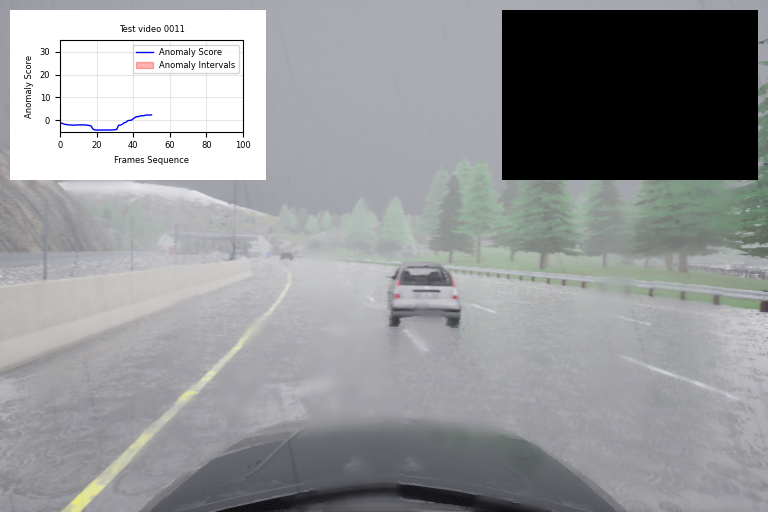 Test video 0011
Anomaly Score
Anomaly Intervals
Anomaly Score
30
20
10
0
0 20 40 60 80 100
Frames Sequence